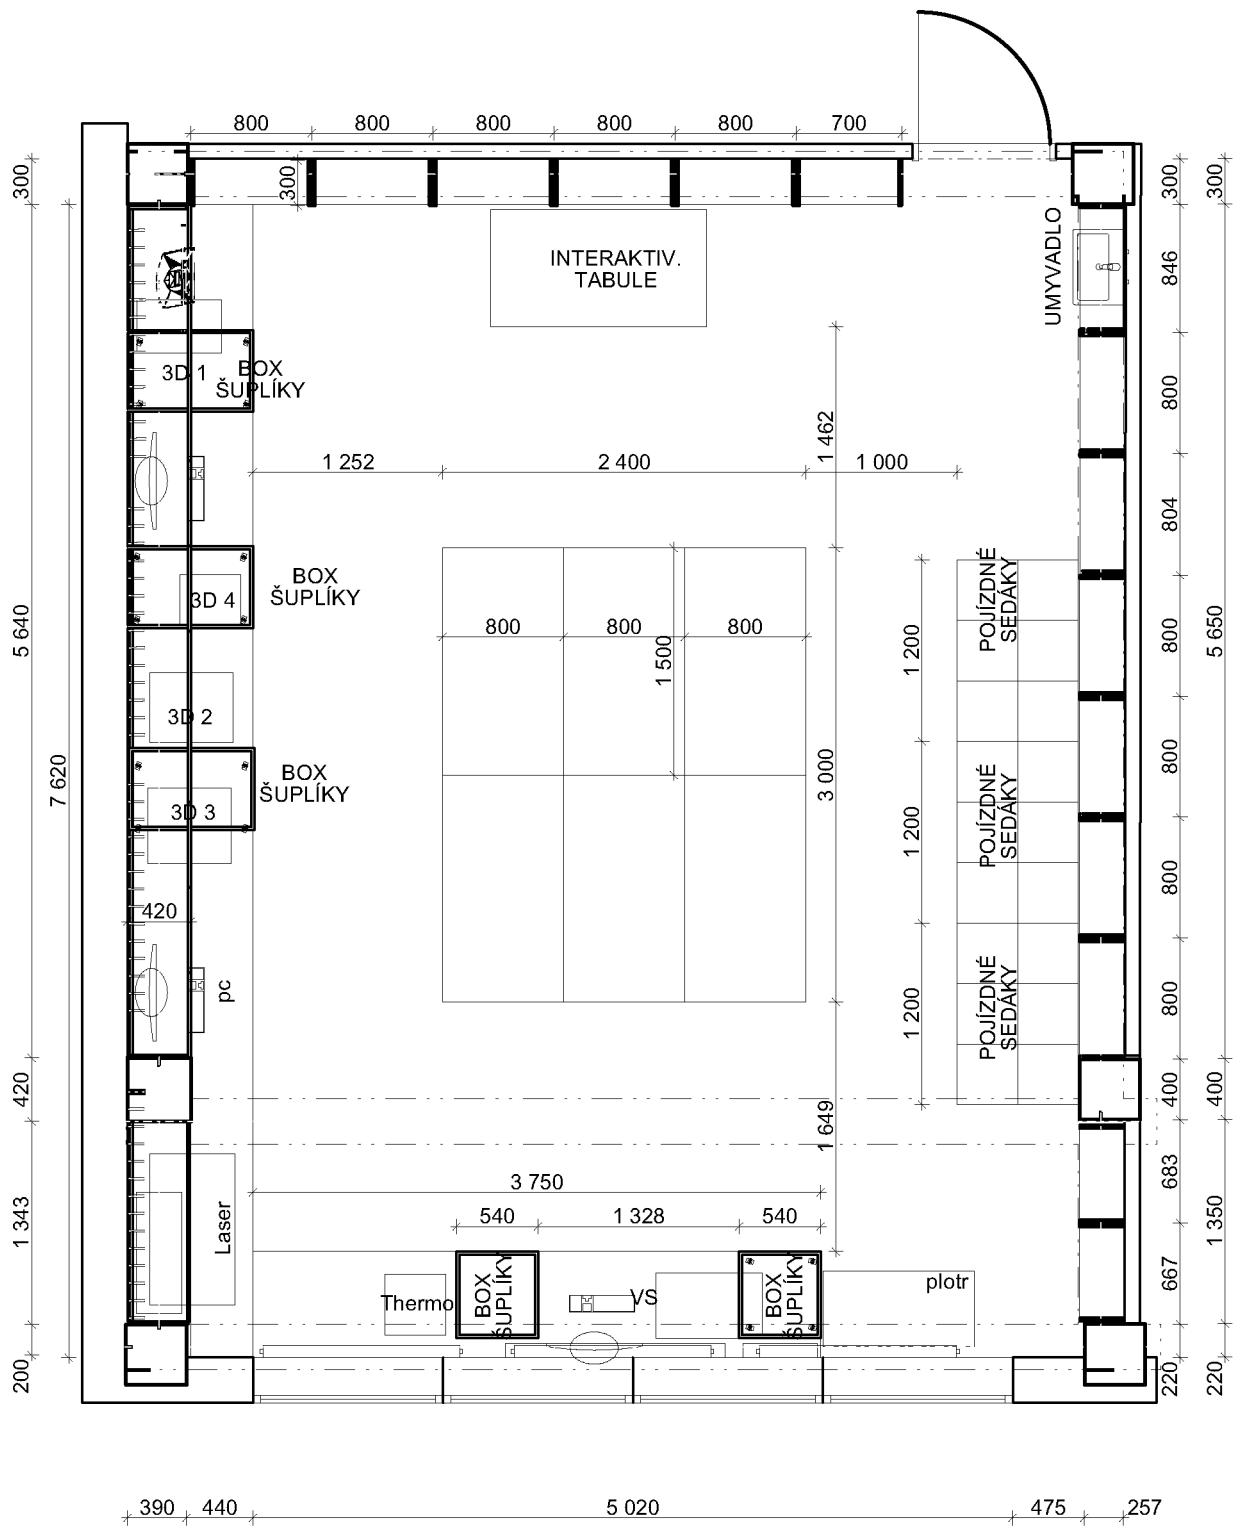 800 800 800 800 800 700
300
300
300
300
INTERAKTIV.
TABULE
UMYVADLO
846
3D 1
BOX
ŠUPLÍKY
800
1 462
1 252 2 400 1 000
804
BOX
ŠUPLÍKY
3D 4
POJÍZDNÉ
SEDÁKY
5 640
800 800 800
1 500
1 200
800
5 650
3D 2
7 620
BOX
ŠUPLÍKY
3D 3
3 000
POJÍZDNÉ
SEDÁKY
1 200
800
800
420
pc
POJÍZDNÉ
SEDÁKY
1 200
800
420
1 649
400
400
3 750
683
1 343
Laser
540 1 328 540
1 350
667
Thermo
BOX
ŠUPLÍKY
VS
BOX
ŠUPLÍKY
plotr
200
220
220
390 440 5 020 475 257